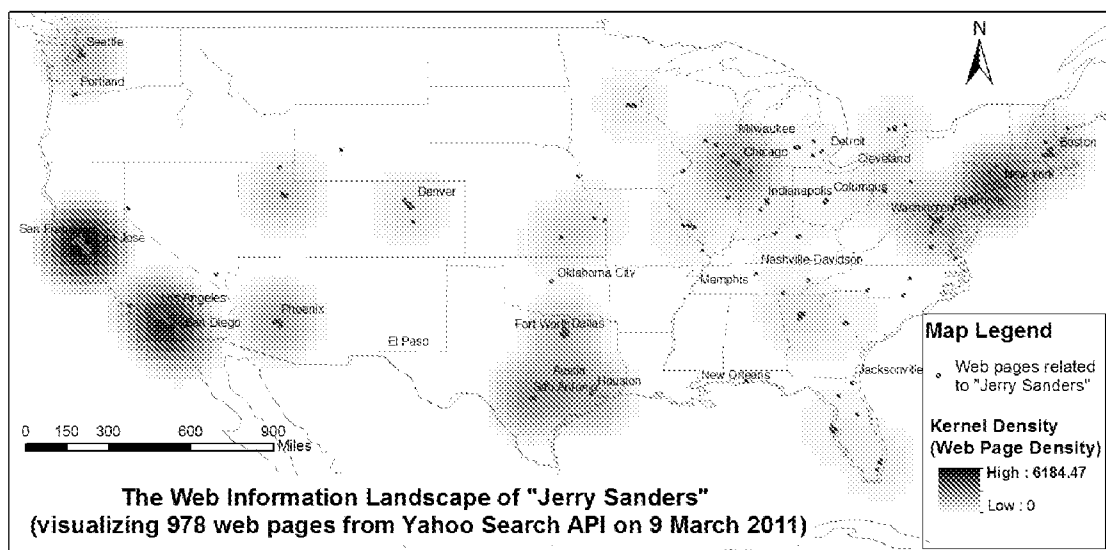 N
Seattle
Portland
Milwaukee
Chicago
Detroit
Cleveland
Boston
New York
Denver
Indianapolis
Columbus
Washington
San
Jose
Oklahoma City
Nashville-Davidson
Memphis
Angeles
San Diego
Phoenix
El Paso
Fort Worth
Dallas
Austin
San Antonio
Houston
New Orleans
Jacksonville
Map Legend
Web pages related
to "Jerry Sanders"
Kernel Density
(Web Page Density)
High : 6184.47
Low : 0
0 150 300 600 900
Miles
The Web Information Landscape of "Jerry Sanders"
(visualizing 978 web pages from Yahoo Search API on 9 March 2011)